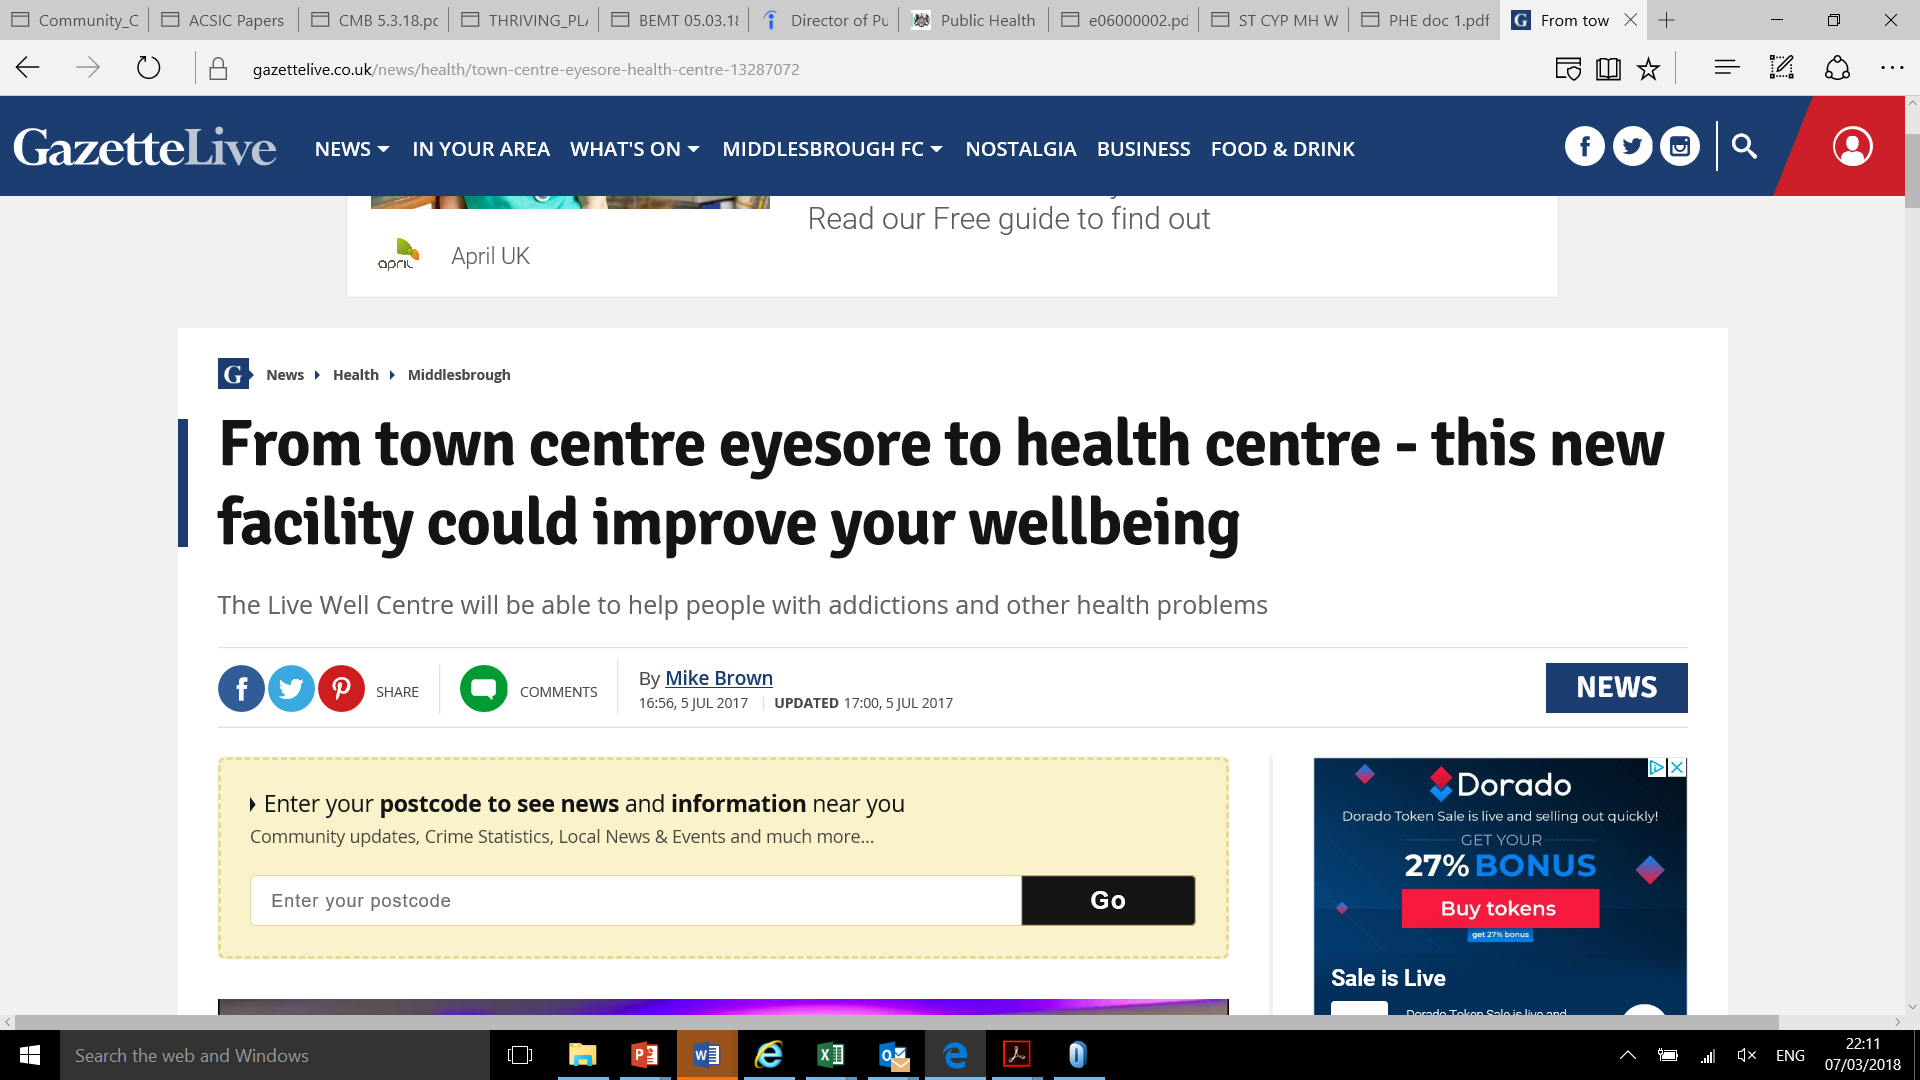 Community_C
ACSIC Papers
CMB 5.3.18.pc
THRIVING_PLA
BEMT 05.03.18
Director of Pu
Public Health
e06000002.pd
ST CYP MH W
PHE doc 1.pdf
From tow
gazettelive.co.uk/news/health/town-centre-eyesore-health-centre-13287072
GazetteLive
NEWS
IN YOUR AREA
WHAT'S ON
MIDDLESBROUGH FC
NOSTALGIA
BUSINESS
FOOD & DRINK
Read our Free guide to find out
april
April UK
G News Health Middlesbrough
From town centre eyesore to health centre - this new
facility could improve your wellbeing
The Live Well Centre will be able to help people with addictions and other health problems
SHARE
COMMENTS
By Mike Brown
16:56, 5 JUL 2017 UPDATED 17:00, 5 JUL 2017
NEWS
Enter your postcode to see news and information near you
Community updates, Crime Statistics, Local News & Events and much more...
Enter your postcode
Go
Dorado
Dorado Token Sale is live and selling out quickly!
GET YOUR
27% BONUS
Buy tokens
get 27% bonus
Sale is Live
Dorado Token Sale is live and
Search the web and Windows
ENG
22:11
07/03/2018